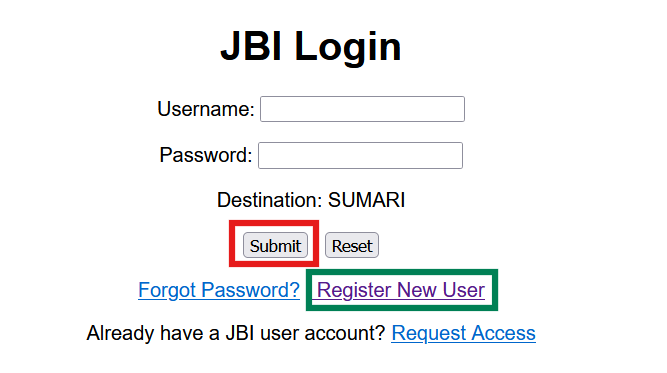 JBI Login
Username:
Password:
Destination: SUMARI
Submit Reset
Forgot Password? Register New User
Already have a JBI user account? Request Access